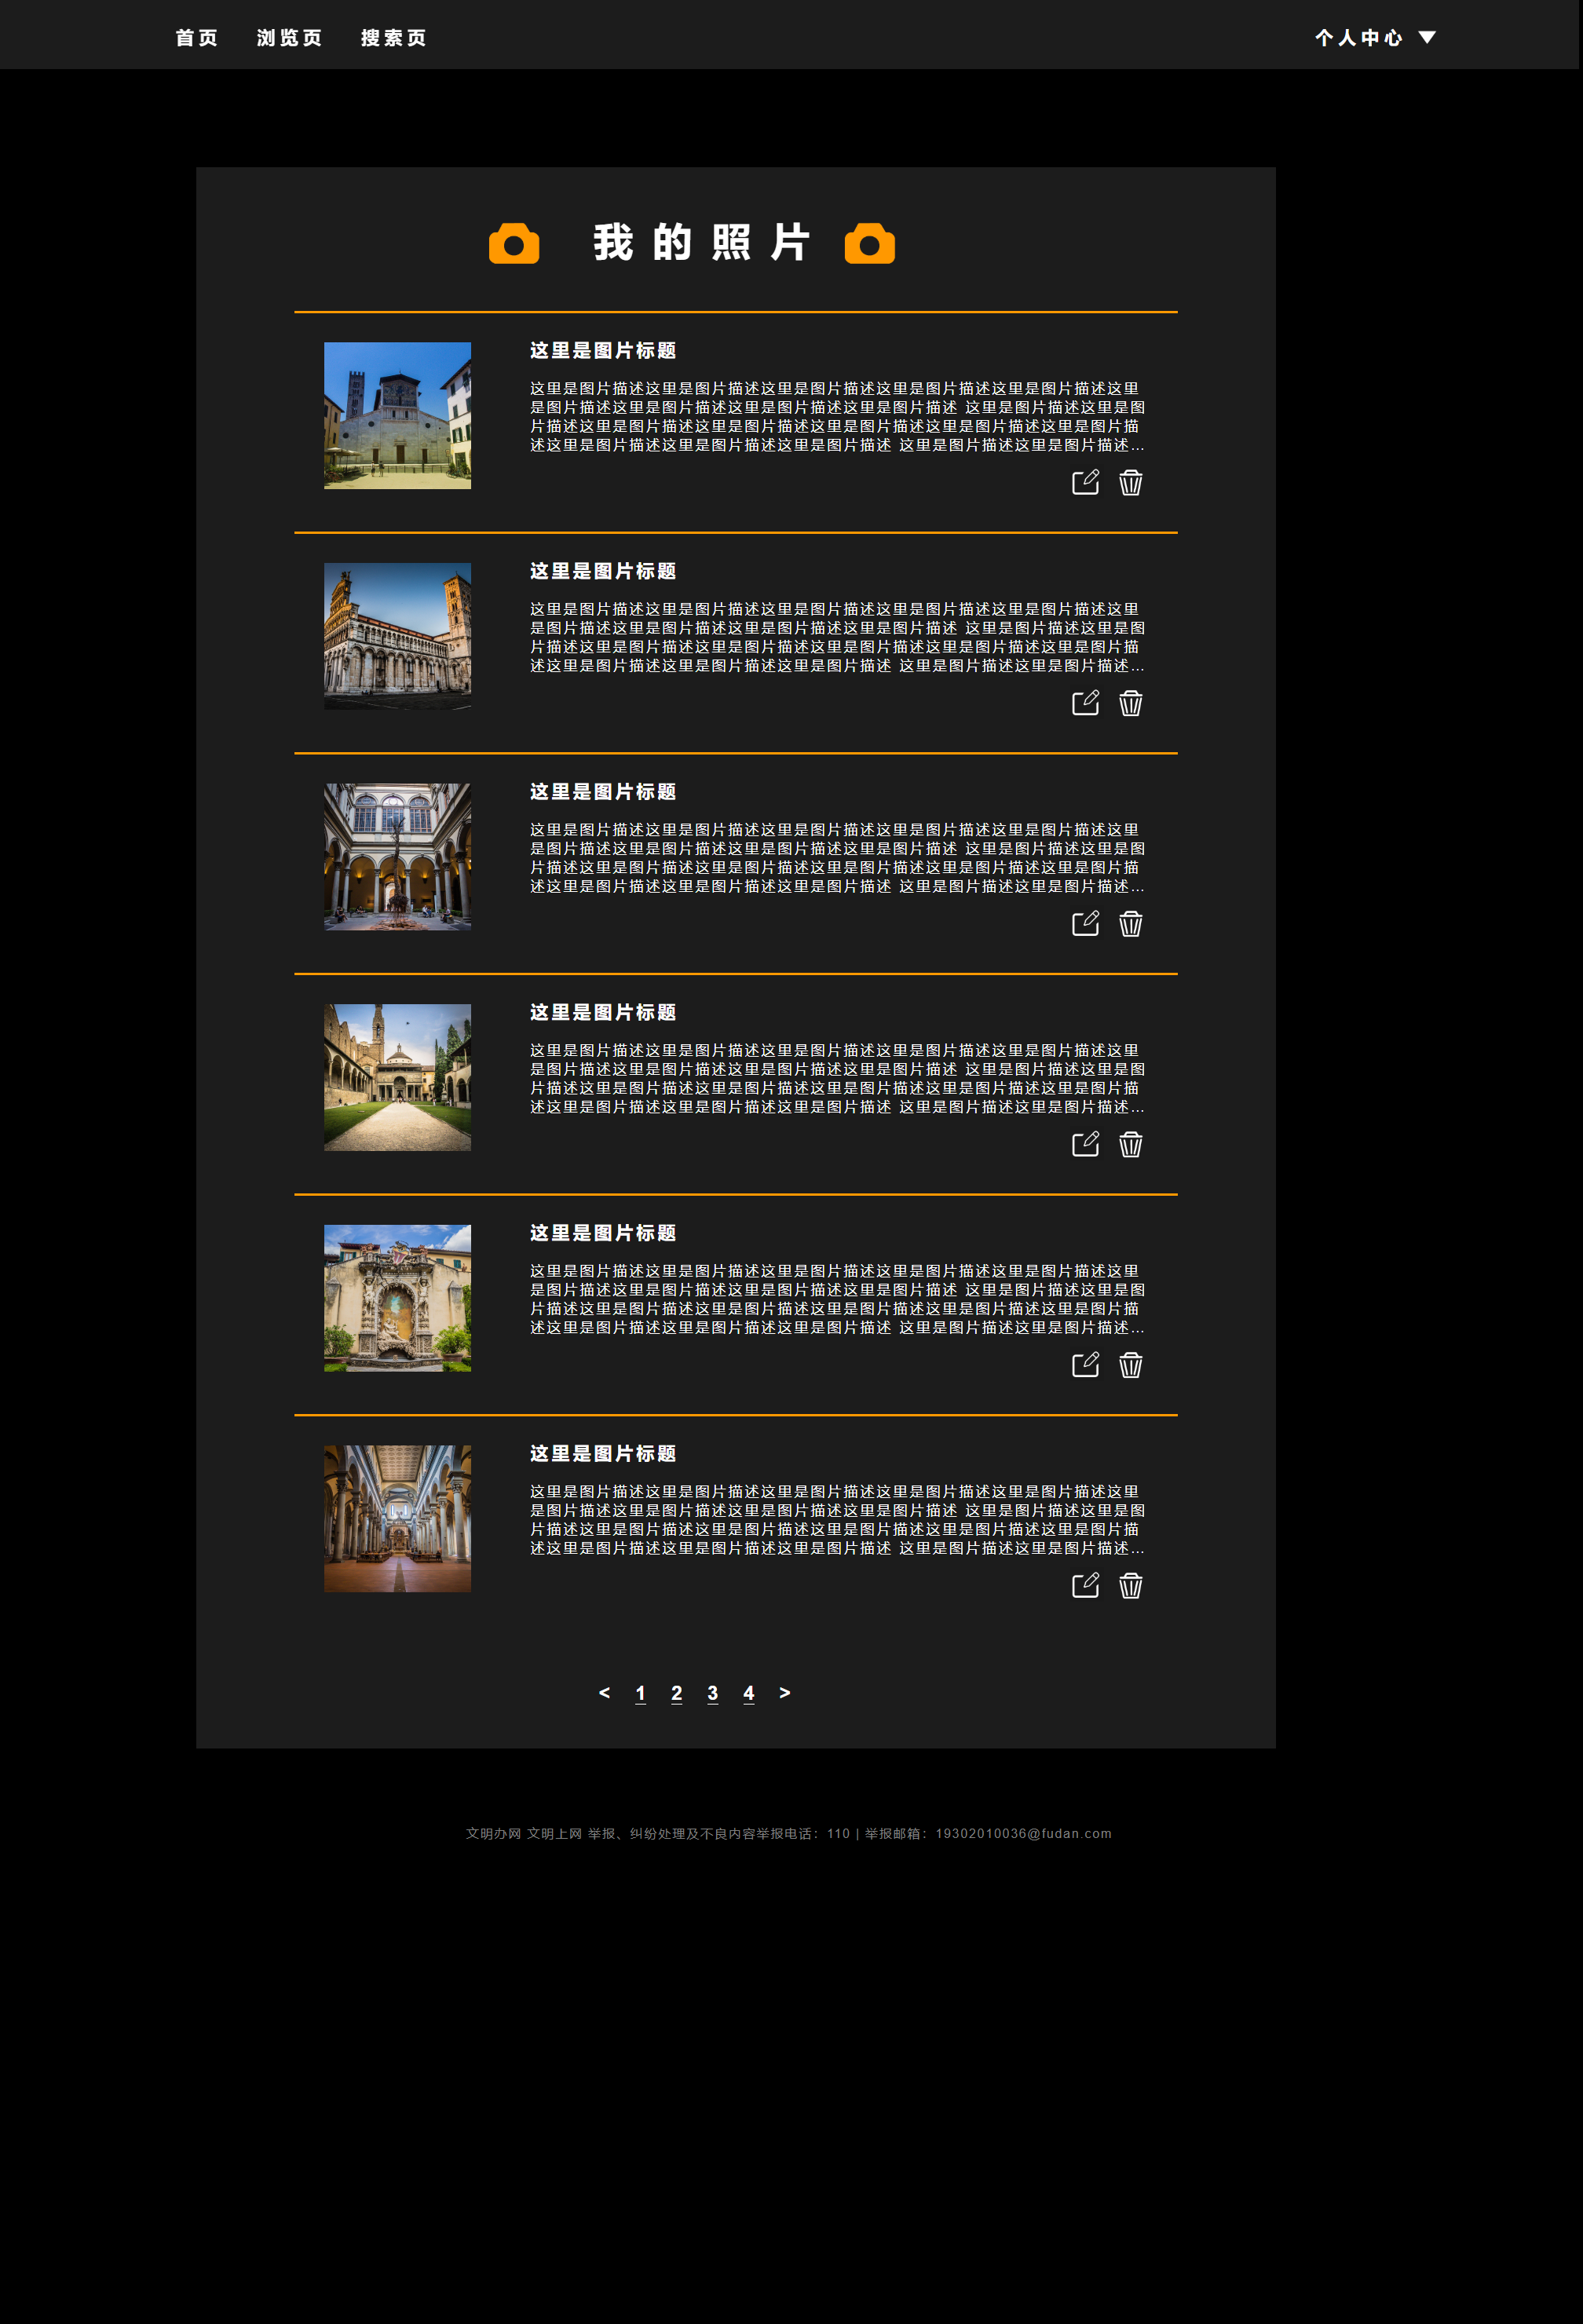 首页 浏览页 搜索页 个人中心 ▼
我的照片
这里是图片标题
这里是图片描述这里是图片描述这里是图片描述这里是图片描述这里是图片描述这里
是图片描述这里是图片描述这里是图片描述这里是图片描述 这里是图片描述这里是图
片描述这里是图片描述这里是图片描述这里是图片描述这里是图片描述这里是图片描
述这里是图片描述这里是图片描述这里是图片描述 这里是图片描述这里是图片描述...
这里是图片标题
这里是图片描述这里是图片描述这里是图片描述这里是图片描述这里是图片描述这里
是图片描述这里是图片描述这里是图片描述这里是图片描述 这里是图片描述这里是图
片描述这里是图片描述这里是图片描述这里是图片描述这里是图片描述这里是图片描
述这里是图片描述这里是图片描述这里是图片描述 这里是图片描述这里是图片描述...
这里是图片标题
这里是图片描述这里是图片描述这里是图片描述这里是图片描述这里是图片描述这里
是图片描述这里是图片描述这里是图片描述这里是图片描述 这里是图片描述这里是图
片描述这里是图片描述这里是图片描述这里是图片描述这里是图片描述这里是图片描
述这里是图片描述这里是图片描述这里是图片描述 这里是图片描述这里是图片描述...
这里是图片标题
这里是图片描述这里是图片描述这里是图片描述这里是图片描述这里是图片描述这里
是图片描述这里是图片描述这里是图片描述这里是图片描述 这里是图片描述这里是图
片描述这里是图片描述这里是图片描述这里是图片描述这里是图片描述这里是图片描
述这里是图片描述这里是图片描述这里是图片描述 这里是图片描述这里是图片描述...
这里是图片标题
这里是图片描述这里是图片描述这里是图片描述这里是图片描述这里是图片描述这里
是图片描述这里是图片描述这里是图片描述这里是图片描述 这里是图片描述这里是图
片描述这里是图片描述这里是图片描述这里是图片描述这里是图片描述这里是图片描
述这里是图片描述这里是图片描述这里是图片描述 这里是图片描述这里是图片描述...
这里是图片标题
这里是图片描述这里是图片描述这里是图片描述这里是图片描述这里是图片描述这里
是图片描述这里是图片描述这里是图片描述这里是图片描述 这里是图片描述这里是图
片描述这里是图片描述这里是图片描述这里是图片描述这里是图片描述这里是图片描
述这里是图片描述这里是图片描述这里是图片描述 这里是图片描述这里是图片描述...
< 1 2 3 4 >
文明办网 文明上网 举报、纠纷处理及不良内容举报电话：110 | 举报邮箱：19302010036@fudan.com